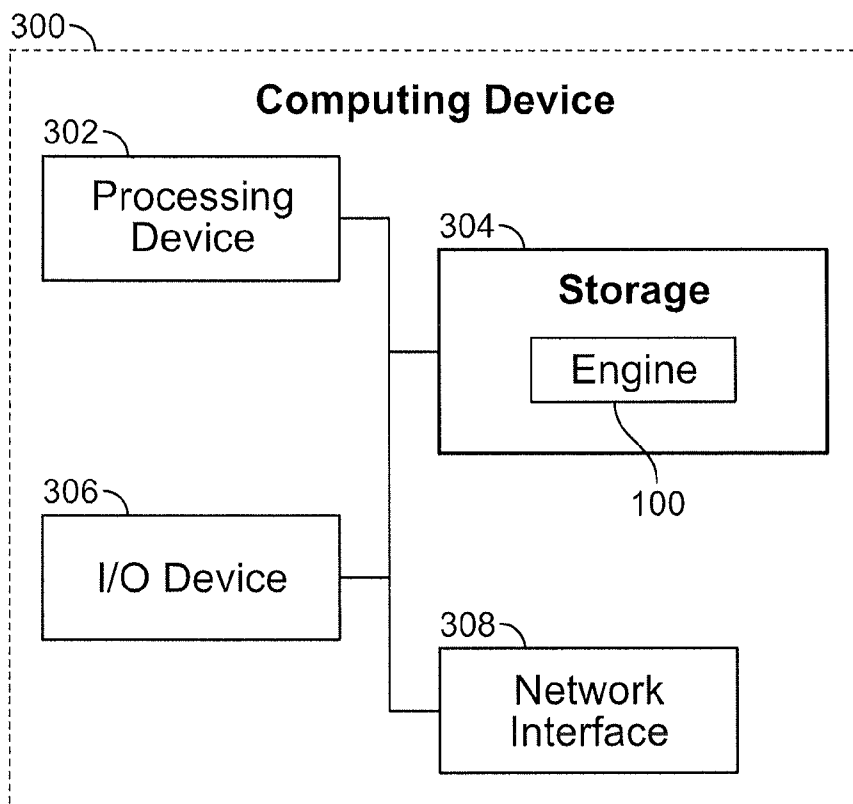 300
Computing Device
302
Processing
Device
304
Storage
Engine
100
306
I/O Device
308
Network
Interface